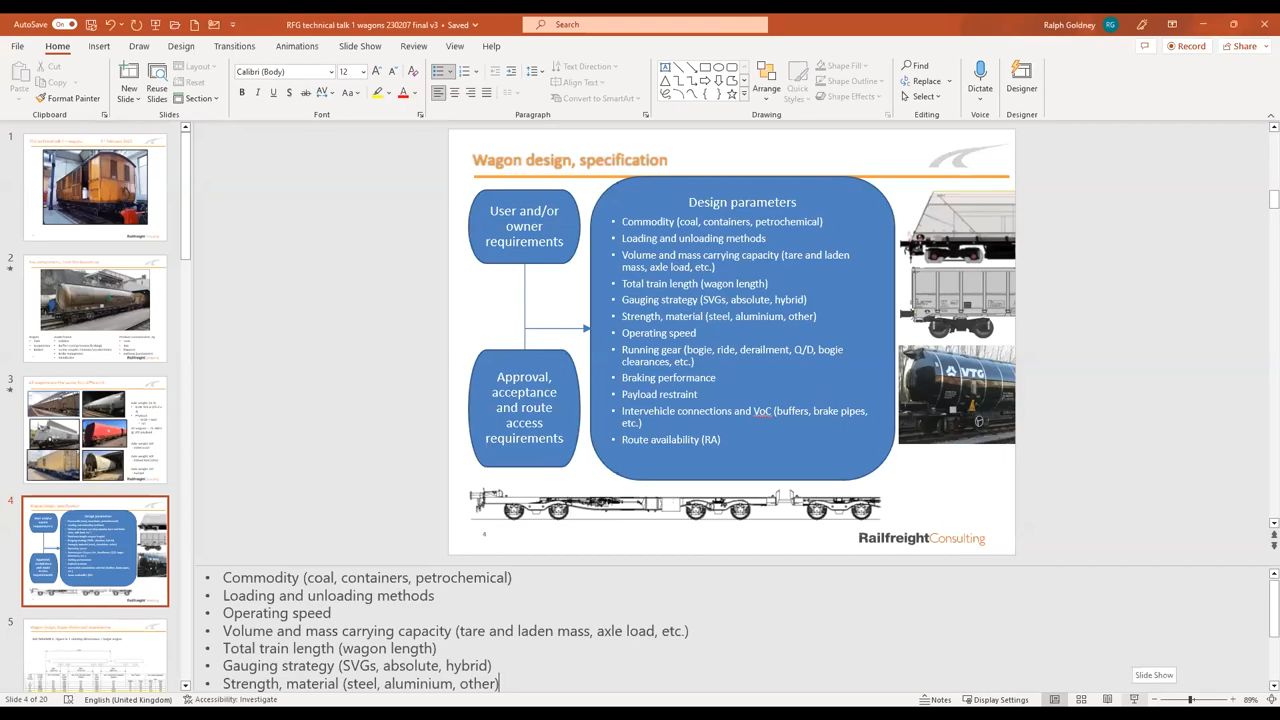 AutoSave
On
RFG technical talk 1 wagons 230207 final v3 • Saved
Search
Ralph Goldney
RG
File
Home
Insert
Draw
Design
Transitions
Animations
Slide Show
Review
View
Help
Record
Share
Paste
Cut
Copy
Format Painter
Clipboard
New Slide
Reuse Slides
Layout
Reset
Section
Slides
Calibri (Body)
12
Font
Text Direction
Align Text
Convert to SmartArt
Paragraph
Arrange
Quick Styles
Shape Fill
Shape Outline
Shape Effects
Drawing
Find
Replace
Select
Editing
Dictate
Voice
Designer
Designer
1
2
3
4
5
Wagon design, specification
User and/or
owner
requirements
Approval,
acceptance
and route
access
requirements
Design parameters
• Commodity (coal, containers, petrochemical)
• Loading and unloading methods
• Volume and mass carrying capacity (tare and laden
mass, axle load, etc.)
• Total train length (wagon length)
• Gauging strategy (SVGs, absolute, hybrid)
• Strength, material (steel, aluminium, other)
• Operating speed
• Running gear (bogie, ride, derailment, Q/D, bogie
clearances, etc.)
• Braking performance
• Payload restraint
• Intervehicle connections and VoC (buffers, brake pipes,
etc.)
• Route availability (RA)
VTG
4
RailfreightConsulting
• Commodity (coal, containers, petrochemical)
• Loading and unloading methods
• Operating speed
• Volume and mass carrying capacity (tare and laden mass, axle load, etc.)
• Total train length (wagon length)
• Gauging strategy (SVGs, absolute, hybrid)
• Strength, material (steel, aluminium, other)
Slide Show
Slide 4 of 20
English (United Kingdom)
Accessibility: Investigate
Notes
Display Settings
89%